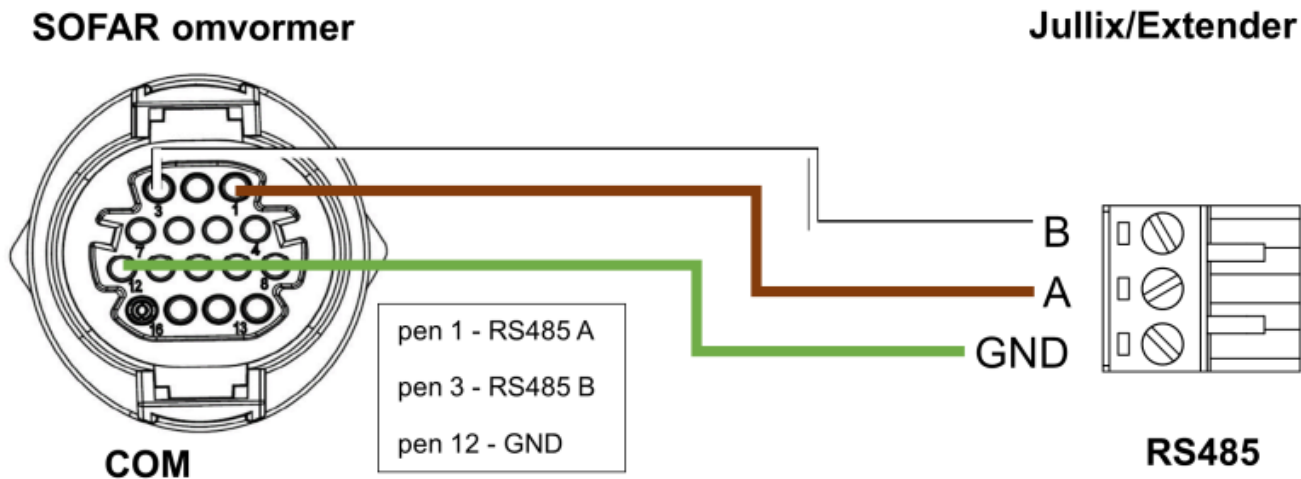 SOFAR omvormer
Jullix/Extender
3 1
7 4
12 8
16 13
B
A
GND
pen 1 - RS485 A
pen 3 - RS485 B
pen 12 - GND
COM
RS485